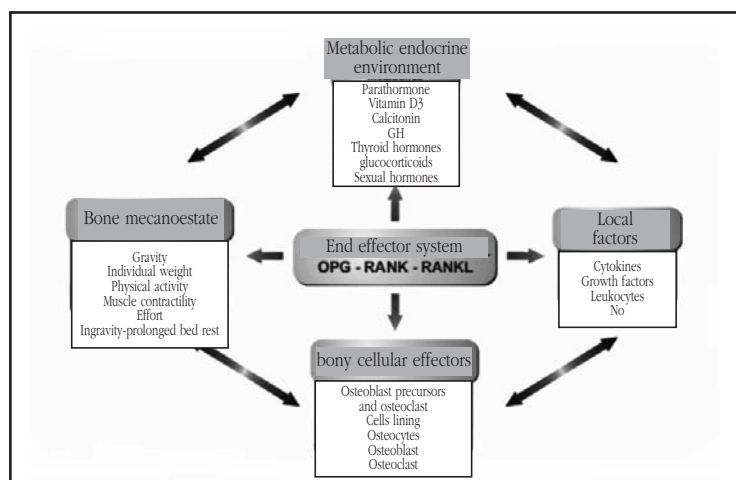 Metabolic endocrine
environment
Parathormone
Vitamin D3
Calcitonin
GH
Thyroid hormones
glucocorticoids
Sexual hormones
Bone mecanoestate
Gravity
Individual weight
Physical activity
Muscle contractility
Effort
Ingravity-prolonged bed rest
End effector system
OPG - RANK - RANKL
Local
factors
Cytokines
Growth factors
Leukocytes
No
bony cellular effectors
Osteoblast precursors
and osteoclast
Cells lining
Osteocytes
Osteoblast
Osteoclast